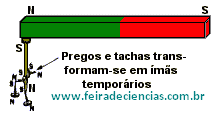 N S
S
Pregos e tachas trans-
formam-se em ímãs
N temporários
www.feiradeciencias.com.br